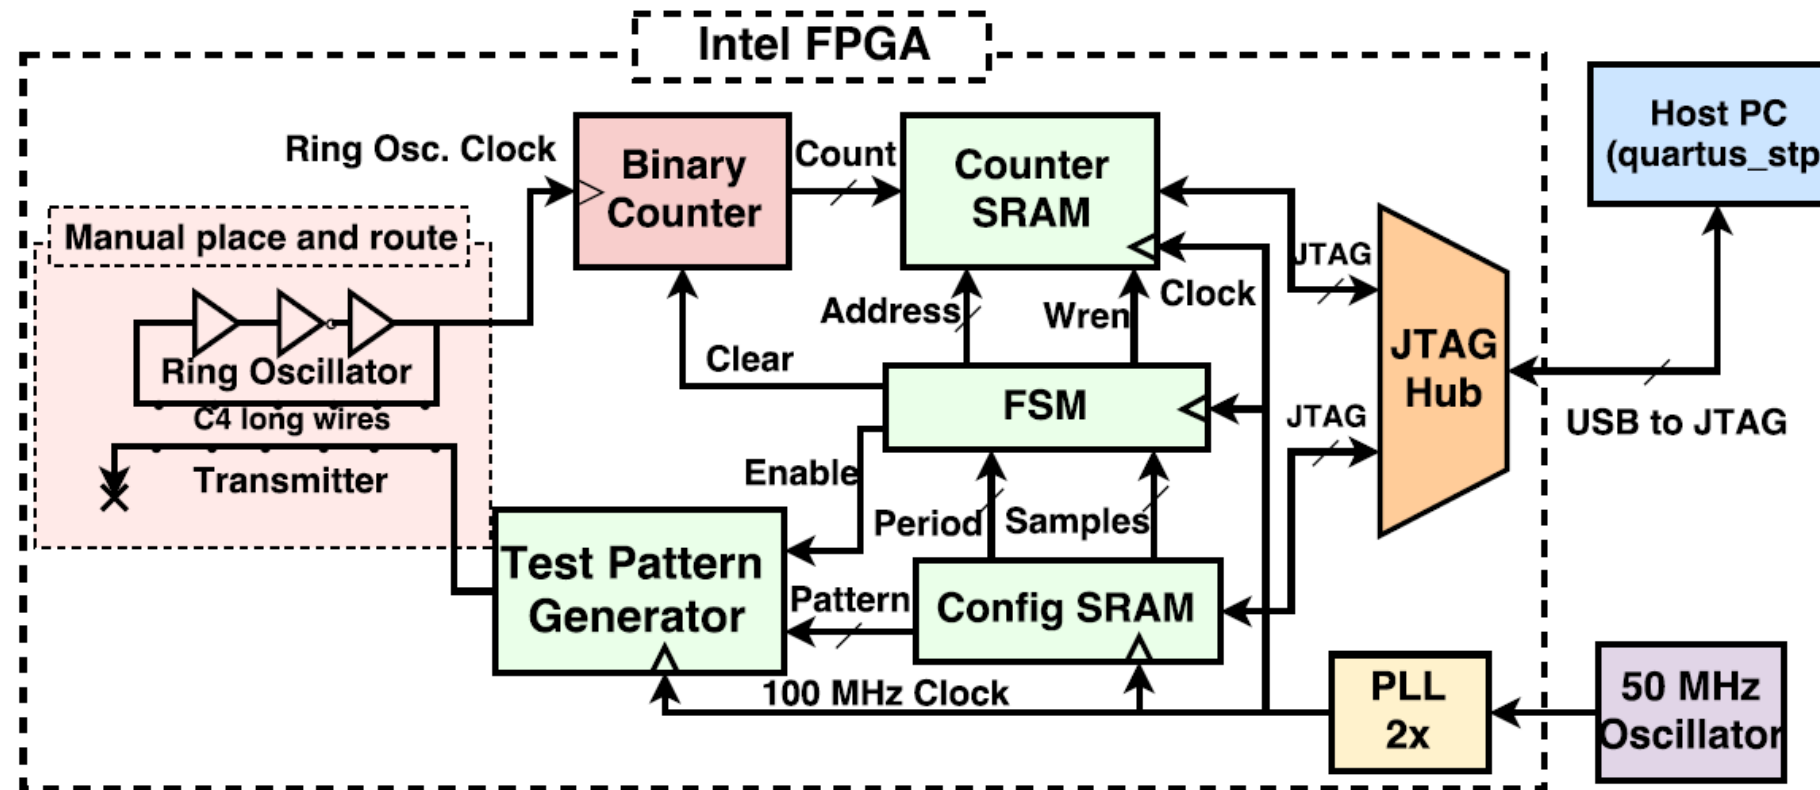 Intel FPGA
Host PC
(quartus_stp
Ring Osc. Clock
Binary
Counter
Count
Counter
SRAM
Manual place and route
JTAG
Clock
Address
Wren
Clear
Ring Oscillator
C4 long wires
Transmitter
FSM
JTAG
Hub
JTAG
USB to JTAG
Enable
Period
Samples
Test Pattern
Generator
Pattern
Config SRAM
100 MHz Clock
PLL
2x
50 MHz
Oscillator